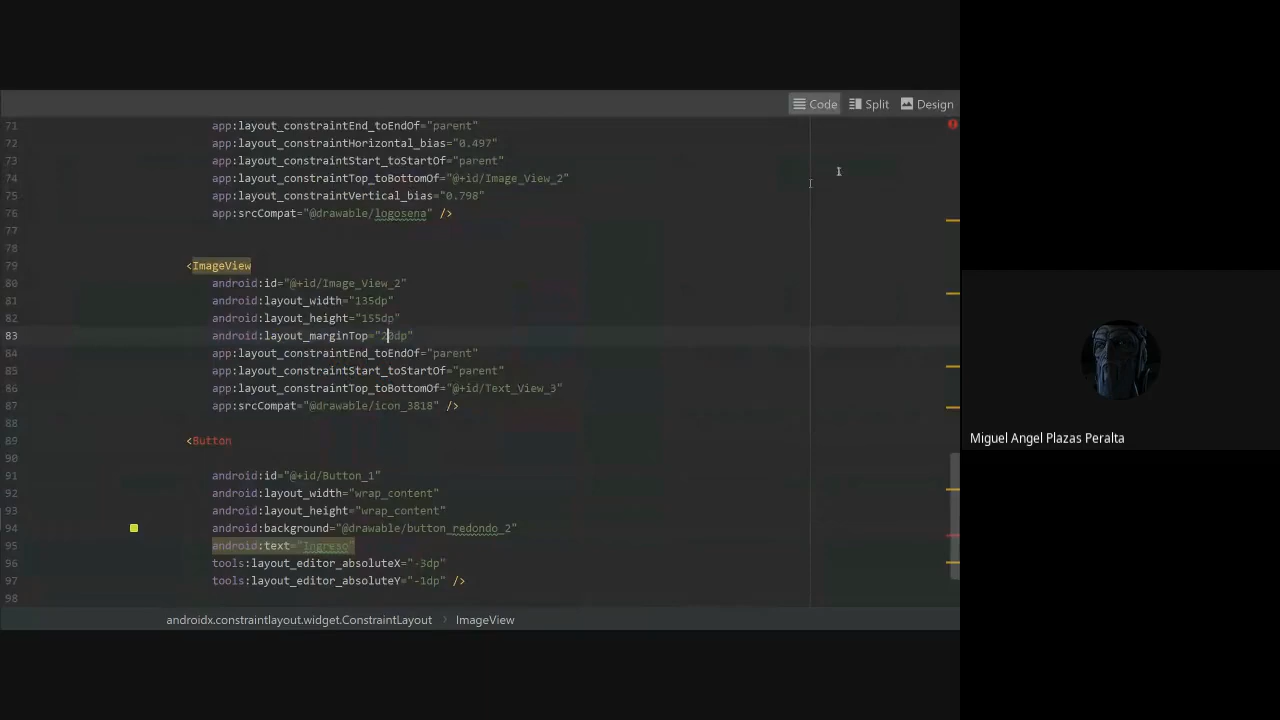 Code Split Design
71 app:layout_constraintEnd_toEndOf="parent"
72 app:layout_constraintHorizontal_bias="0.497"
73 app:layout_constraintStart_toStartOf="parent"
74 app:layout_constraintTop_toBottomOf="@+id/Image_View_2"
75 app:layout_constraintVertical_bias="0.798"
76 app:srcCompat="@drawable/logosena" />
77
78
79 <ImageView
80 android:id="@+id/Image_View_2"
81 android:layout_width="135dp"
82 android:layout_height="155dp"
83 android:layout_marginTop="20dp"
84 app:layout_constraintEnd_toEndOf="parent"
85 app:layout_constraintStart_toStartOf="parent"
86 app:layout_constraintTop_toBottomOf="@+id/Text_View_3"
87 app:srcCompat="@drawable/icon_3818" />
88
89 <Button
90
91 android:id="@+id/Button_1"
92 android:layout_width="wrap_content"
93 android:layout_height="wrap_content"
94 android:background="@drawable/button_redondo_2"
95 android:text="Ingreso"
96 tools:layout_editor_absoluteX="-3dp"
97 tools:layout_editor_absoluteY="-1dp" />
98
androidx.constraintlayout.widget.ConstraintLayout › ImageView
Miguel Angel Plazas Peralta